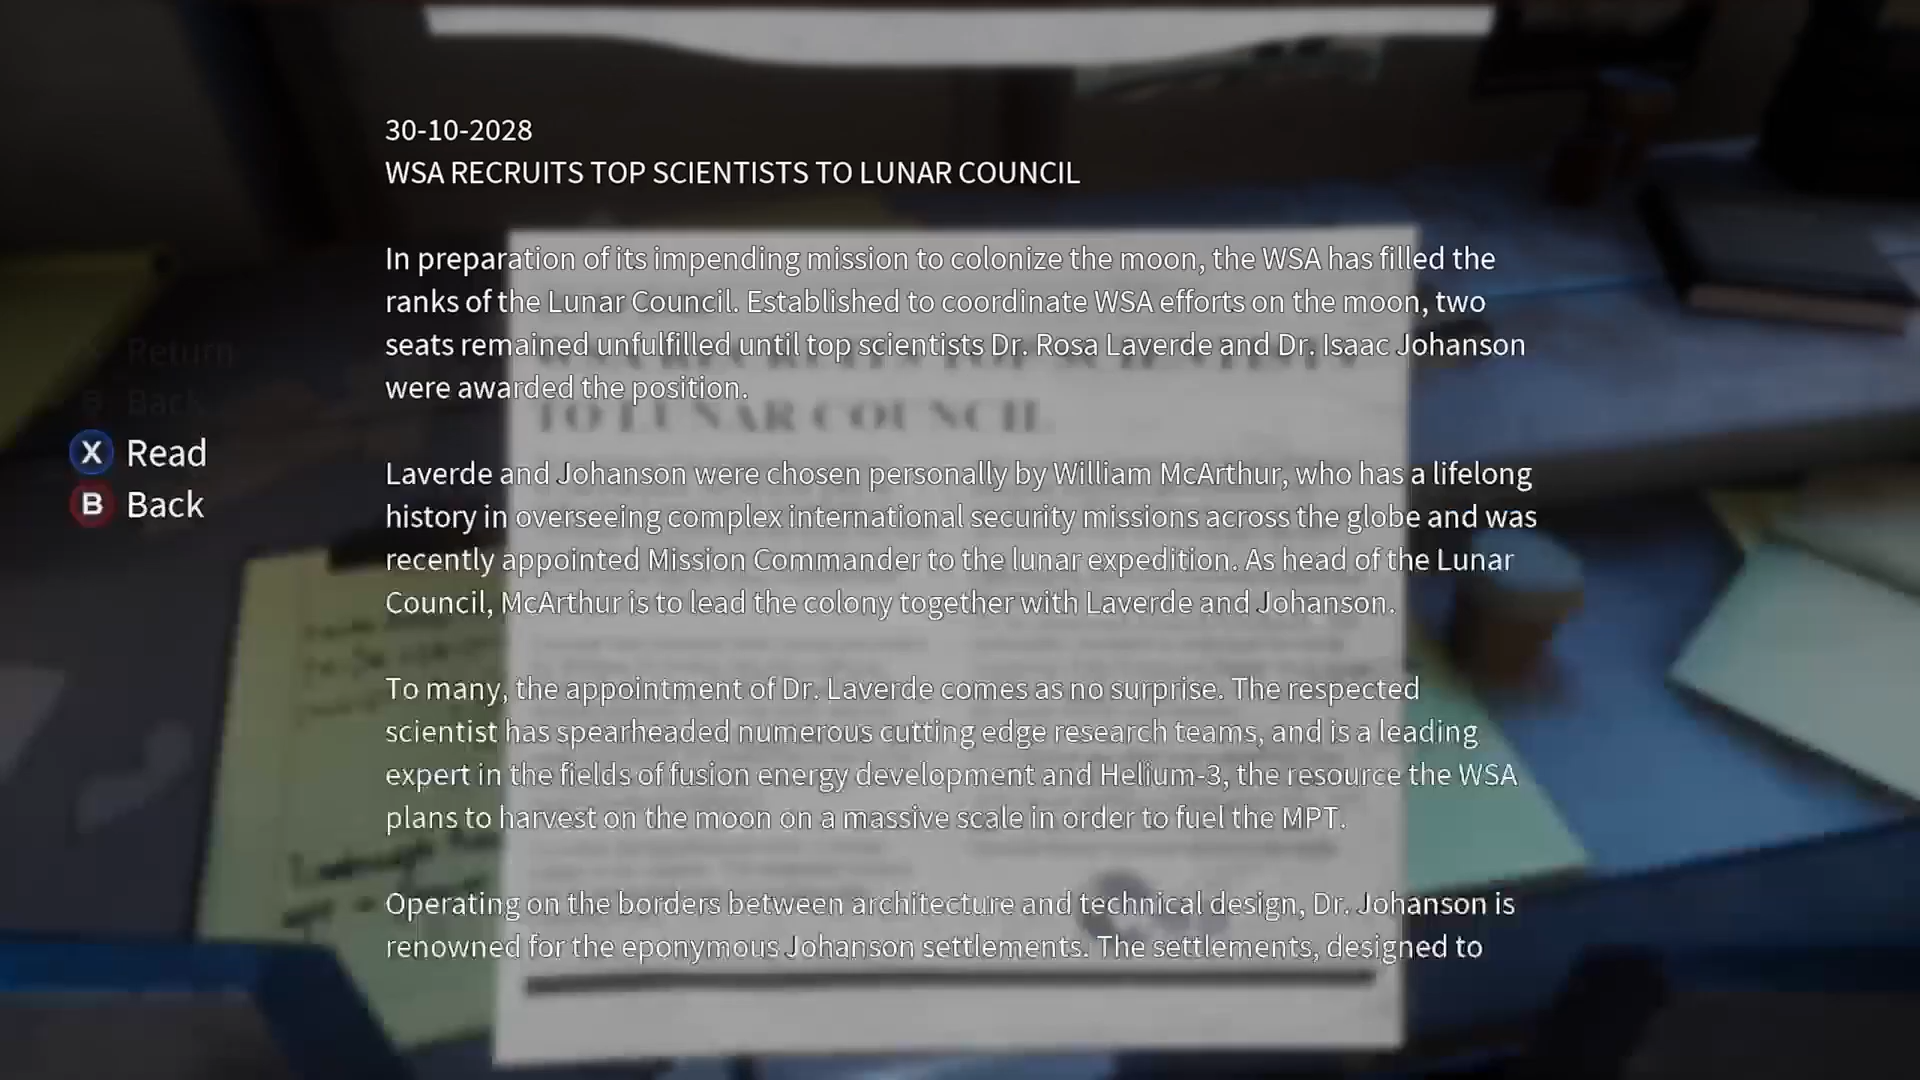 30-10-2028
WSA RECRUITS TOP SCIENTISTS TO LUNAR COUNCIL
In preparation of its impending mission to colonize the moon, the WSA has filled the
ranks of the Lunar Council. Established to coordinate WSA efforts on the moon, two
seats remained unfulfilled until top scientists Dr. Rosa Laverde and Dr. Isaac Johanson
were awarded the position.
TO LUNAR COUNCIL
Laverde and Johanson were chosen personally by William McArthur, who has a lifelong
history in overseeing complex international security missions across the globe and was
recently appointed Mission Commander to the lunar expedition. As head of the Lunar
Council, McArthur is to lead the colony together with Laverde and Johanson.
To many, the appointment of Dr. Laverde comes as no surprise. The respected
scientist has spearheaded numerous cutting edge research teams, and is a leading
expert in the fields of fusion energy development and Helium-3, the resource the WSA
plans to harvest on the moon on a massive scale in order to fuel the MPT.
Operating on the borders between architecture and technical design, Dr. Johanson is
renowned for the eponymous Johanson settlements. The settlements, designed to
Return
B Back
X Read
B Back